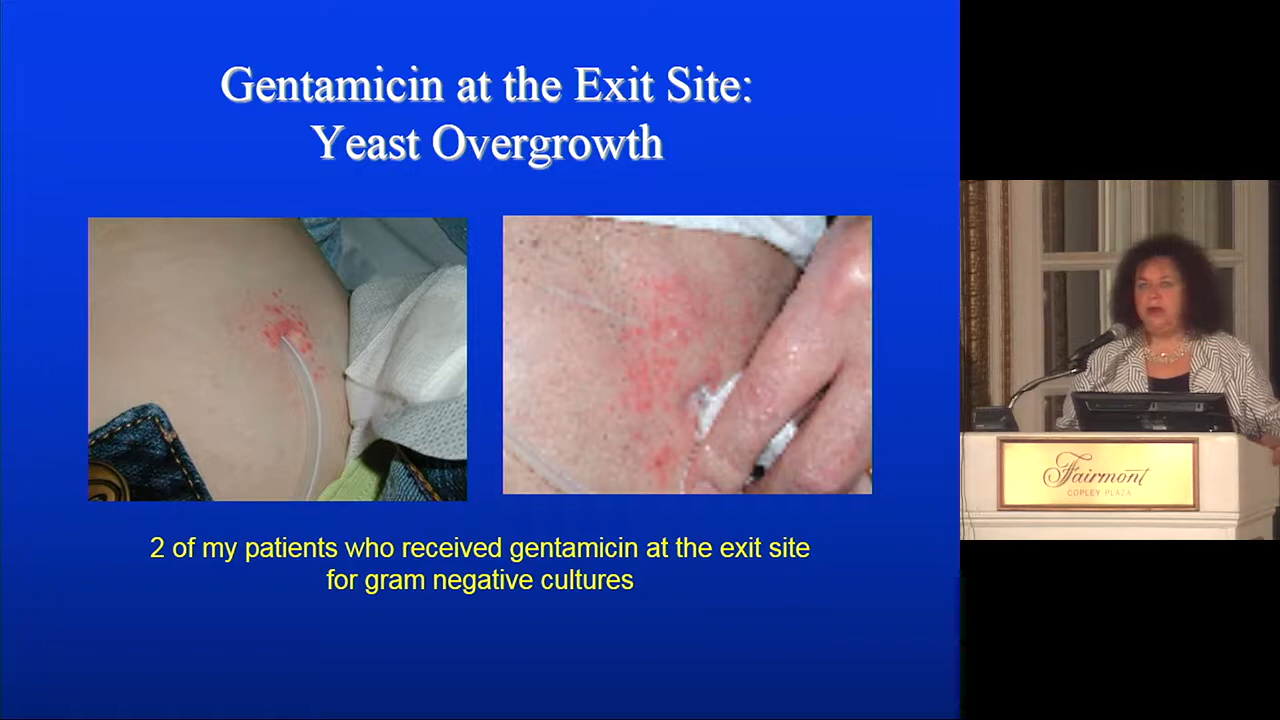 Gentamicin at the Exit Site:
Yeast Overgrowth
2 of my patients who received gentamicin at the exit site
for gram negative cultures
Fairmont
COPLEY PLAZA